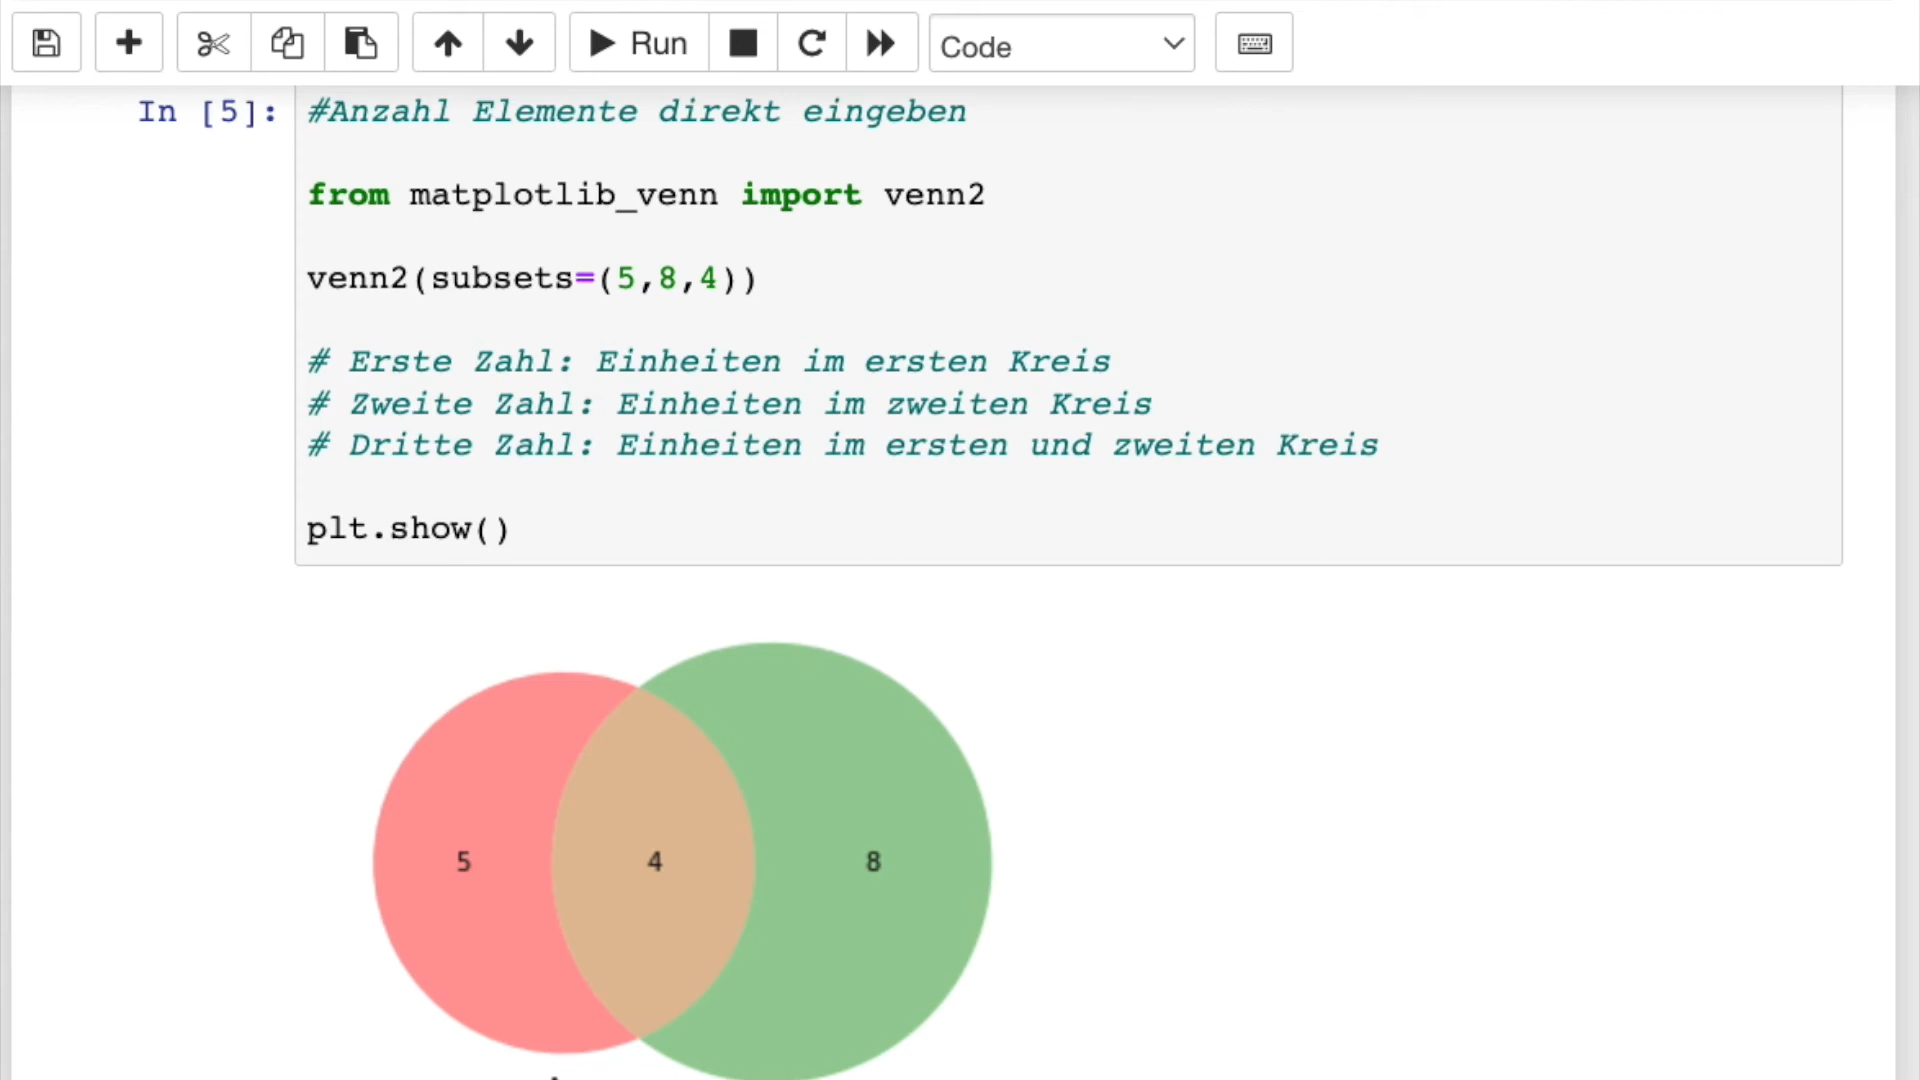 Run
Code
In [5]:
#Anzahl Elemente direkt eingeben
from matplotlib_venn import venn2
venn2(subsets=(5,8,4))
# Erste Zahl: Einheiten im ersten Kreis
# Zweite Zahl: Einheiten im zweiten Kreis
# Dritte Zahl: Einheiten im ersten und zweiten Kreis
plt.show()
5 4 8